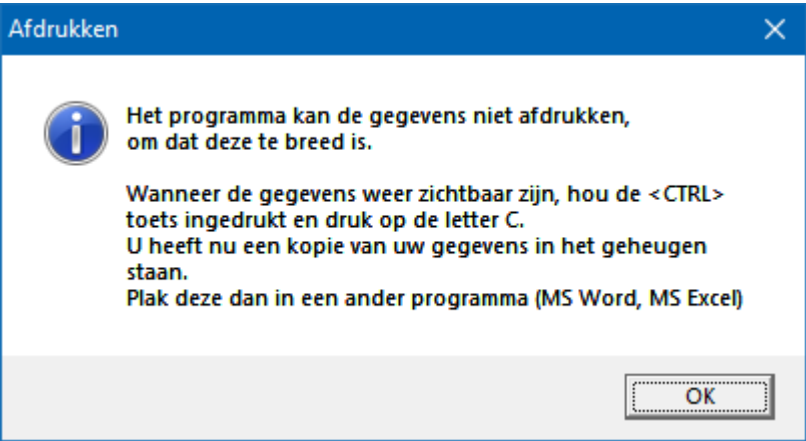 Afdrukken
Het programma kan de gegevens niet afdrukken,
om dat deze te breed is.
Wanneer de gegevens weer zichtbaar zijn, hou de <CTRL>
toets ingedrukt en druk op de letter C.
U heeft nu een kopie van uw gegevens in het geheugen
staan.
Plak deze dan in een ander programma (MS Word, MS Excel)
OK